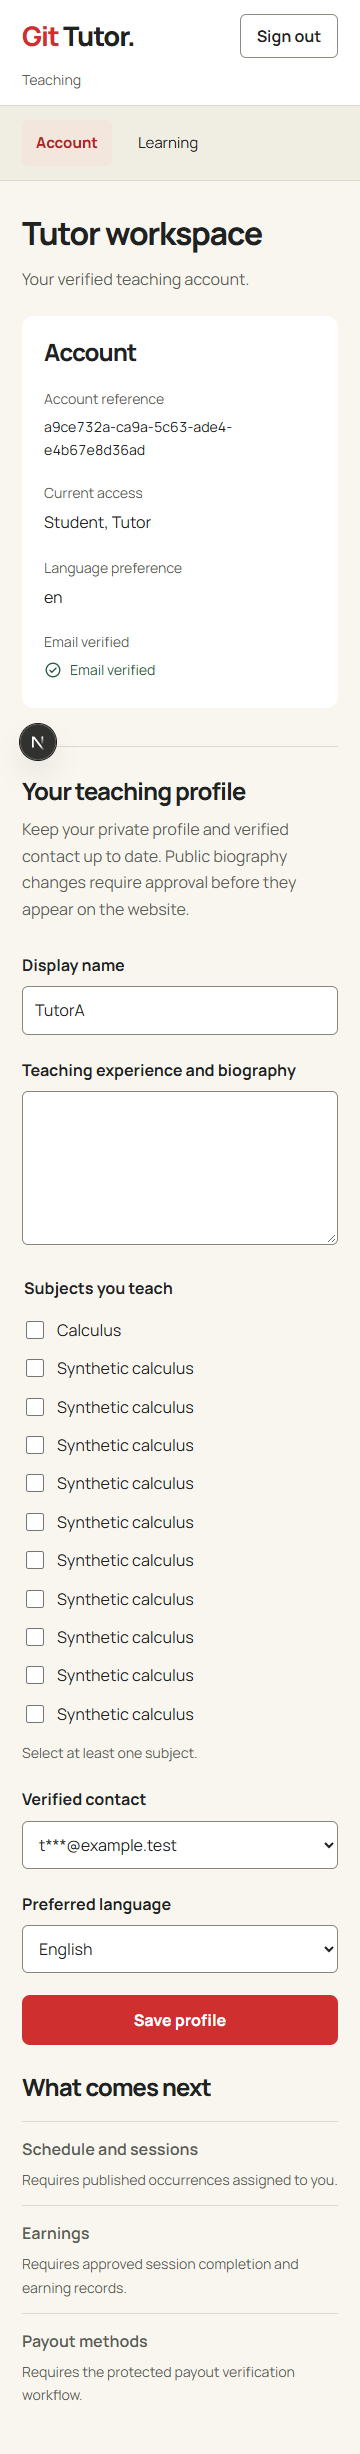 Git Tutor.
Sign out
Teaching
Account
Learning
Tutor workspace
Your verified teaching account.
Account
Account reference
a9ce732a-ca9a-5c63-ade4-
e4b67e8d36ad
Current access
Student, Tutor
Language preference
en
Email verified
Email verified
N
Your teaching profile
Keep your private profile and verified
contact up to date. Public biography
changes require approval before they
appear on the website.
Display name
TutorA
Teaching experience and biography
Subjects you teach
Calculus
Synthetic calculus
Synthetic calculus
Synthetic calculus
Synthetic calculus
Synthetic calculus
Synthetic calculus
Synthetic calculus
Synthetic calculus
Synthetic calculus
Synthetic calculus
Select at least one subject.
Verified contact
t***@example.test
Preferred language
English
Save profile
What comes next
Schedule and sessions
Requires published occurrences assigned to you.
Earnings
Requires approved session completion and
earning records.
Payout methods
Requires the protected payout verification
workflow.